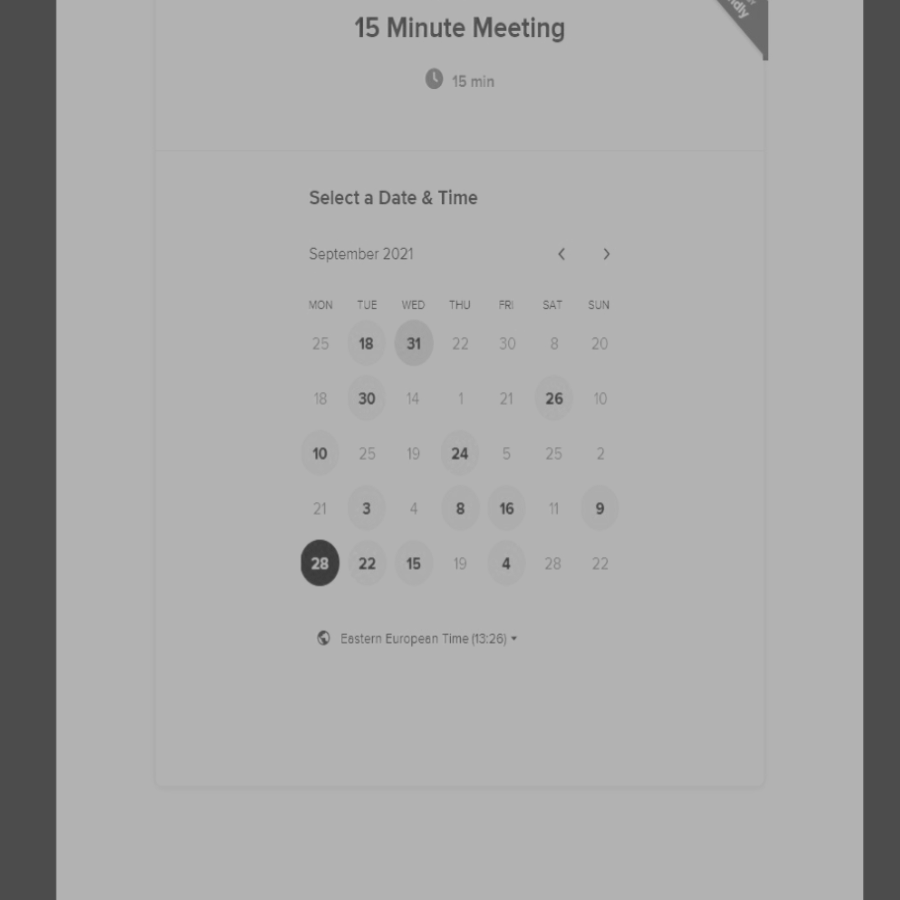 15 Minute Meeting
15 min
Select a Date & Time
September 2021
MON TUE WED THU FRI SAT SUN
25 18 31 22 30 8 20
18 30 14 1 21 26 10
10 25 19 24 5 25 2
21 3 4 8 16 11 9
28 22 15 19 4 28 22
Eastern European Time (13:26)